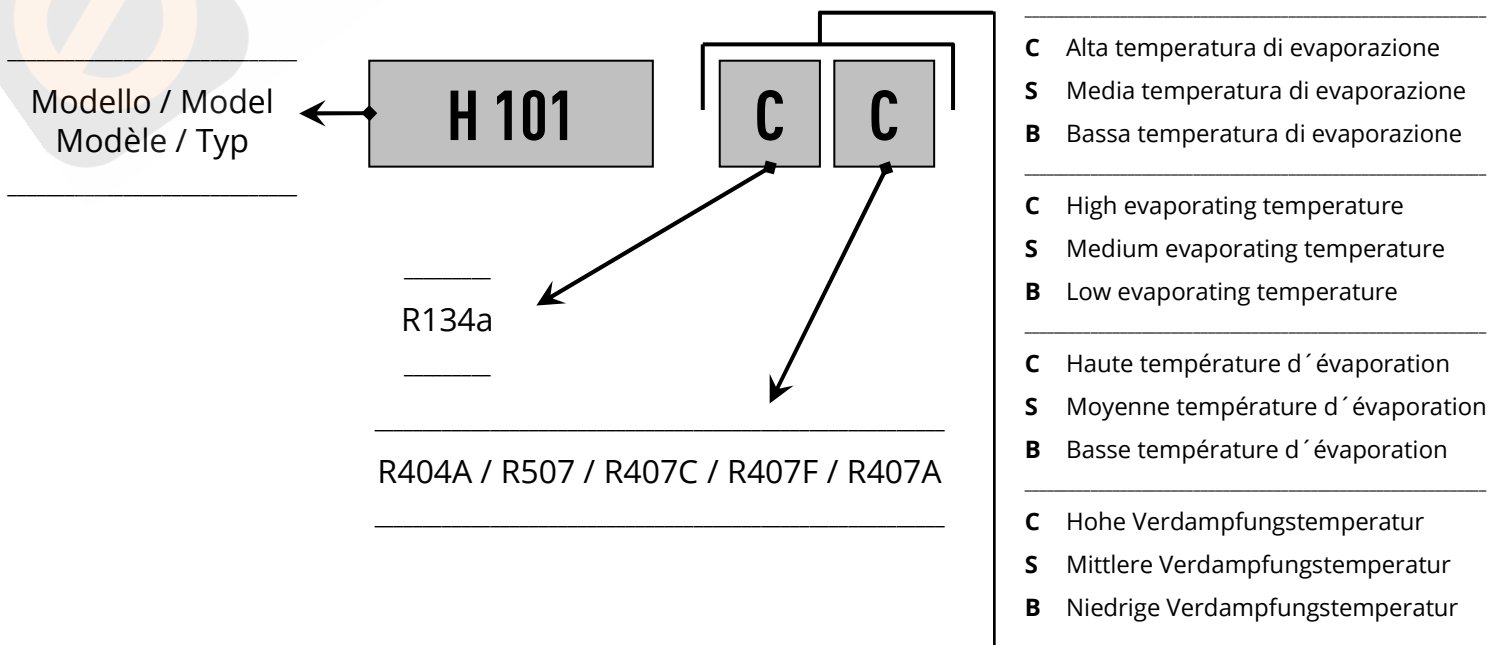 Modello / Model
Modèle / Typ
H 101
C
C
R134a
R404A / R507 / R407C / R407F / R407A
C Alta temperatura di evaporazione
S Media temperatura di evaporazione
B Bassa temperatura di evaporazione
C High evaporating temperature
S Medium evaporating temperature
B Low evaporating temperature
C Haute température d´évaporation
S Moyenne température d´évaporation
B Basse température d´évaporation
C Hohe Verdampfungstemperatur
S Mittlere Verdampfungstemperatur
B Niedrige Verdampfungstemperatur